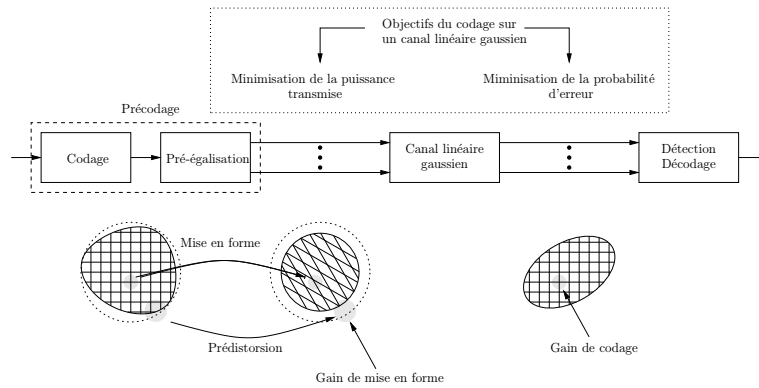 Objectifs du codage sur
un canal linéaire gaussien
Minimisation de la puissance
transmise
Miminisation de la probabilité
d'erreur
Précodage
Codage
Pré-égalisation
Canal linéaire
gaussien
Détection
Décodage
Mise en forme
Prédistorsion
Gain de mise en forme
Gain de codage